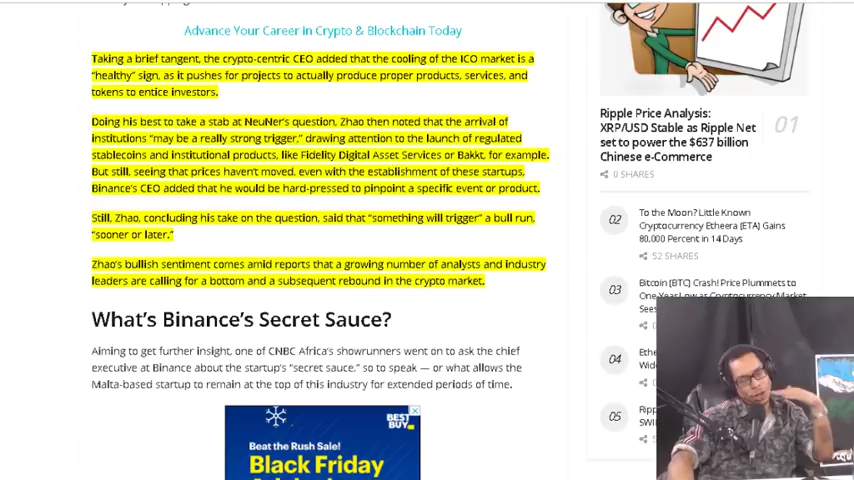 Advance Your Career in Crypto & Blockchain Today
Taking a brief tangent, the crypto-centric CEO added that the cooling of the ICO market is a
“healthy” sign, as it pushes for projects to actually produce proper products, services, and
tokens to entice investors.
Doing his best to take a stab at NeuNer’s question, Zhao then noted that the arrival of
institutions “may be a really strong trigger,” drawing attention to the launch of regulated
stablecoins and institutional products, like Fidelity Digital Asset Services or Bakkt, for example.
But still, seeing that prices haven’t moved, even with the establishment of these startups,
Binance’s CEO added that he would be hard-pressed to pinpoint a specific event or product.
Still, Zhao, concluding his take on the question, said that “something will trigger” a bull run,
“sooner or later.”
Zhao’s bullish sentiment comes amid reports that a growing number of analysts and industry
leaders are calling for a bottom and a subsequent rebound in the crypto market.
What’s Binance’s Secret Sauce?
Aiming to get further insight, one of CNBC Africa’s showrunners went on to ask the chief
executive at Binance about the startup’s “secret sauce,” so to speak — or what allows the
Malta-based startup to remain at the top of this industry for extended periods of time.
BEST
BUY
Beat the Rush Sale!
Black Friday
Ripple Price Analysis:
XRP/USD Stable as Ripple Net
set to power the $637 billion
Chinese e-Commerce
01
0 SHARES
02
To the Moon? Little Known
Cryptocurrency Etheera (ETA) Gains
80,000 Percent in 14 Days
52 SHARES
03
Bitcoin (BTC) Crash! Price Plummets to
One-Year Low as Cryptocurrency Market
04
05